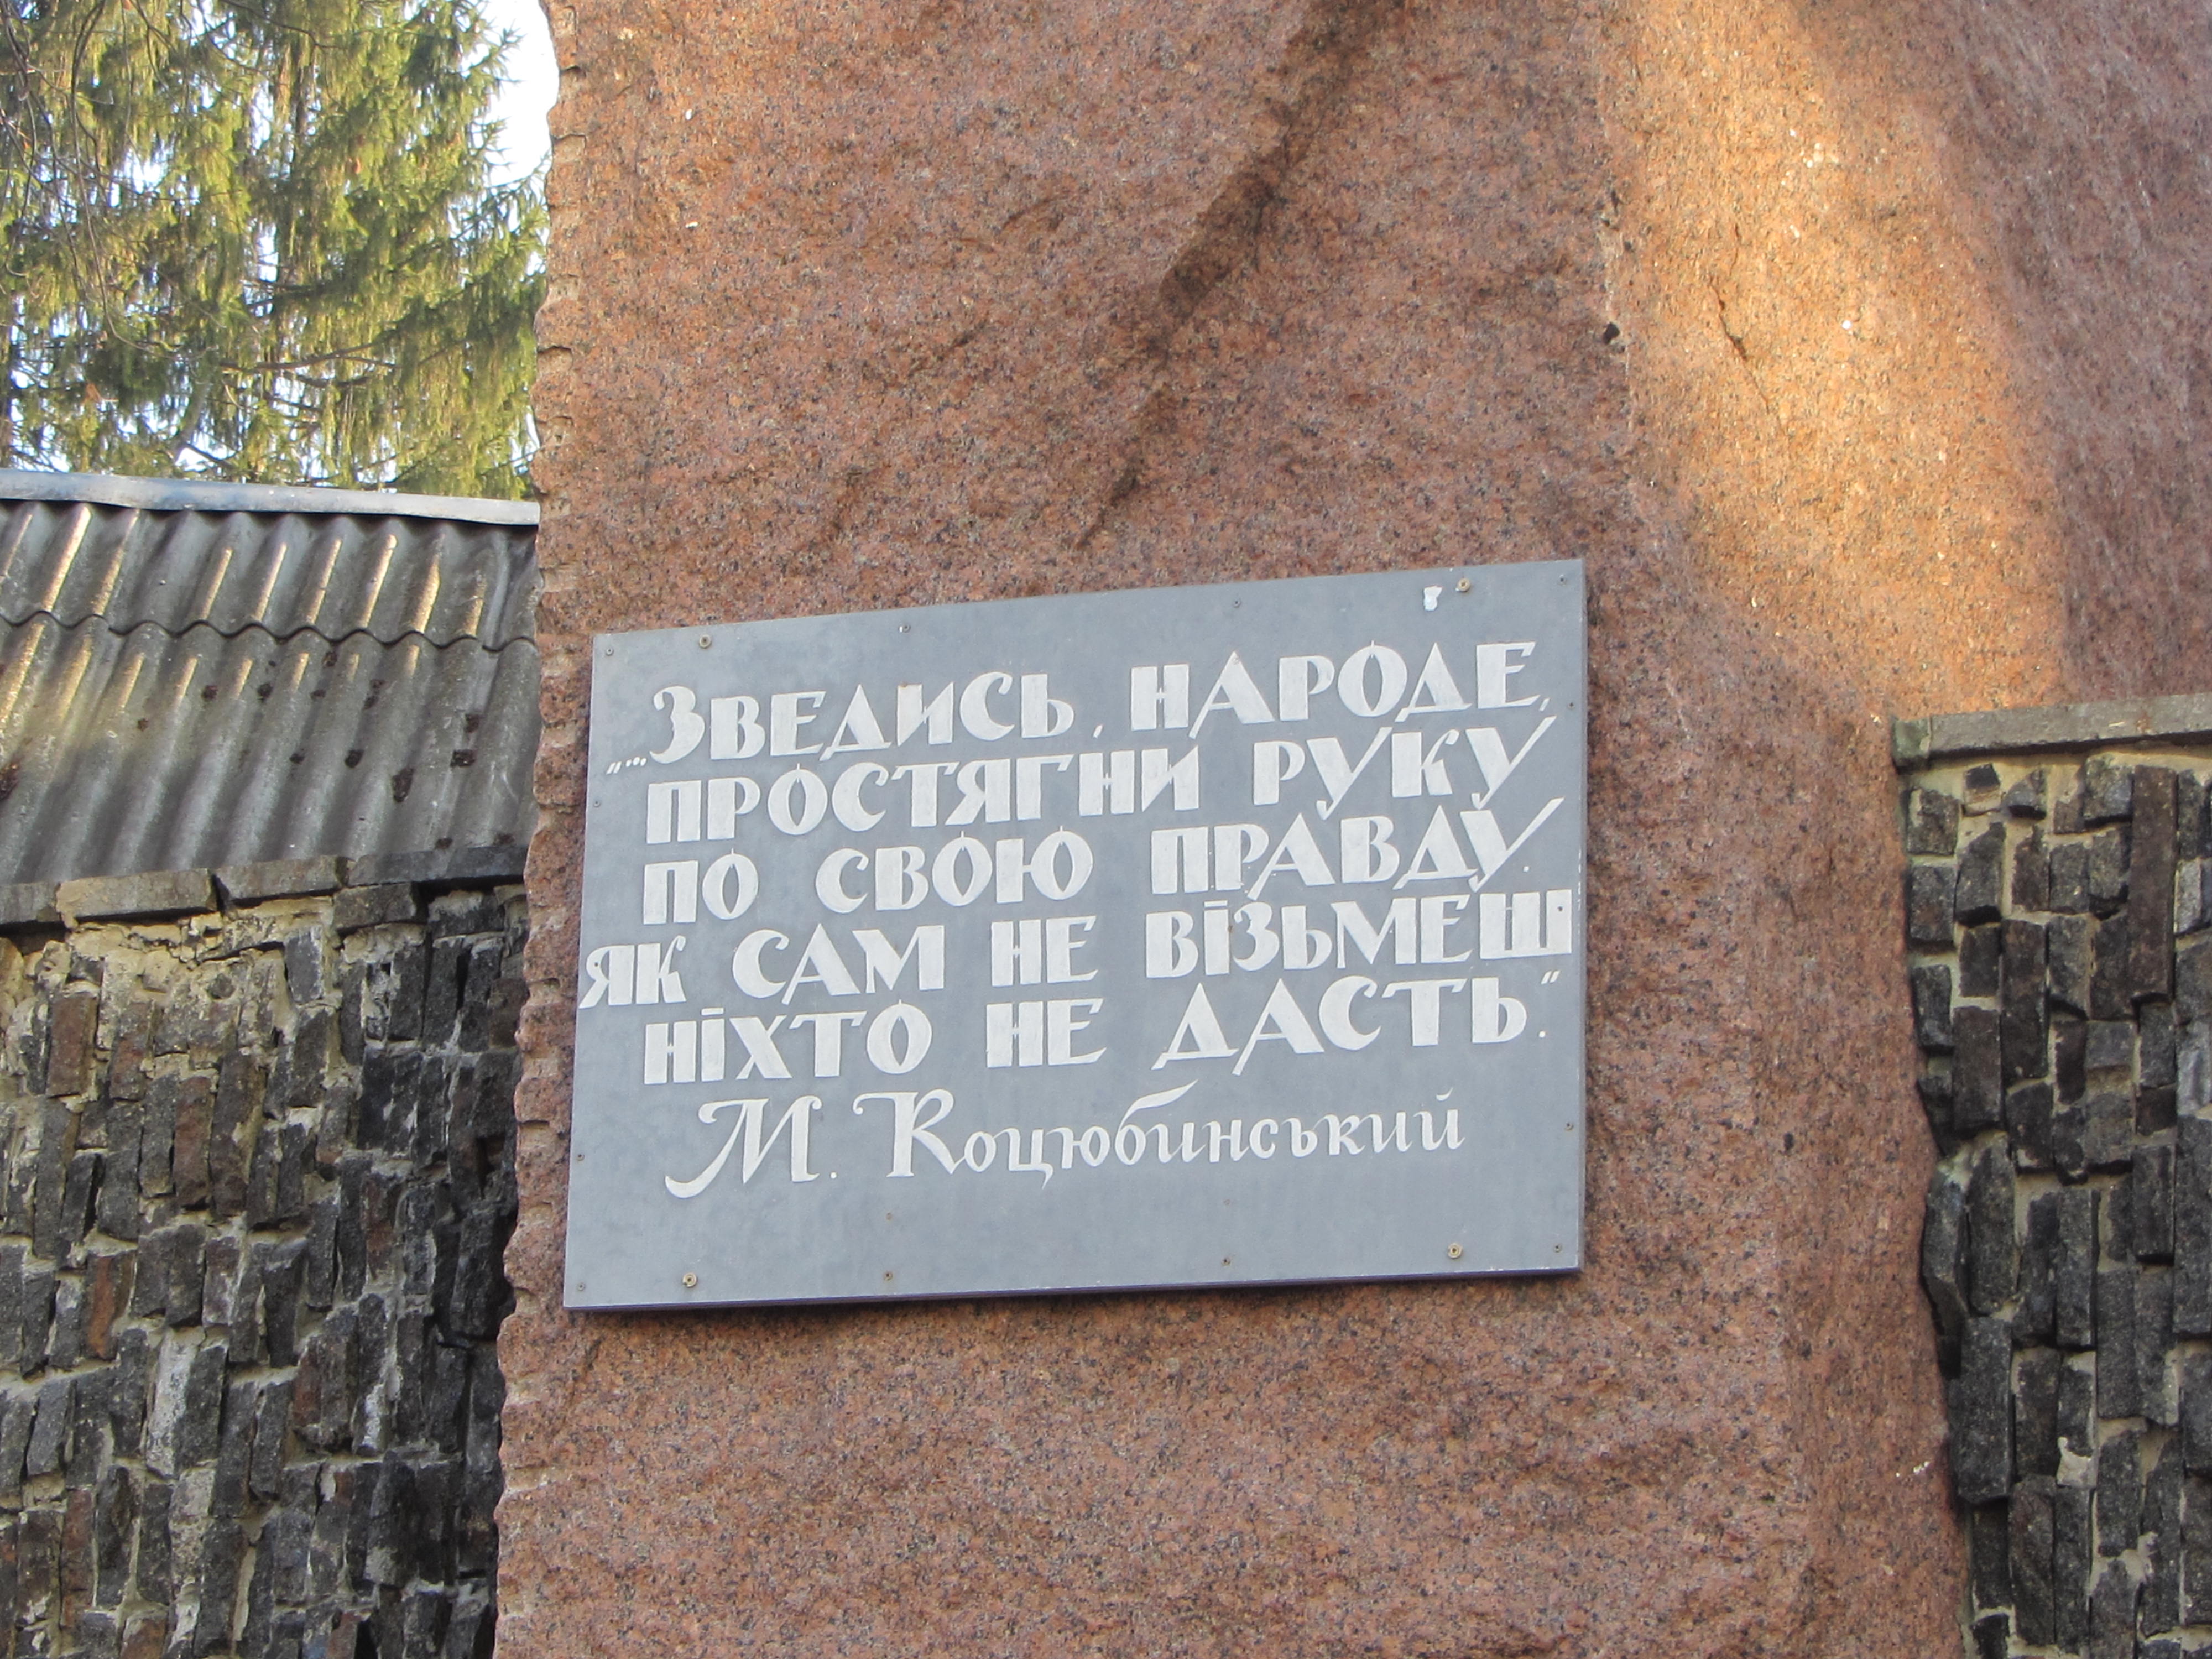 „...Зведись, народе,
простягни руку
по свою правду.
Як сам не візьмеш
ніхто не дасть.“
М. Коцюбинський